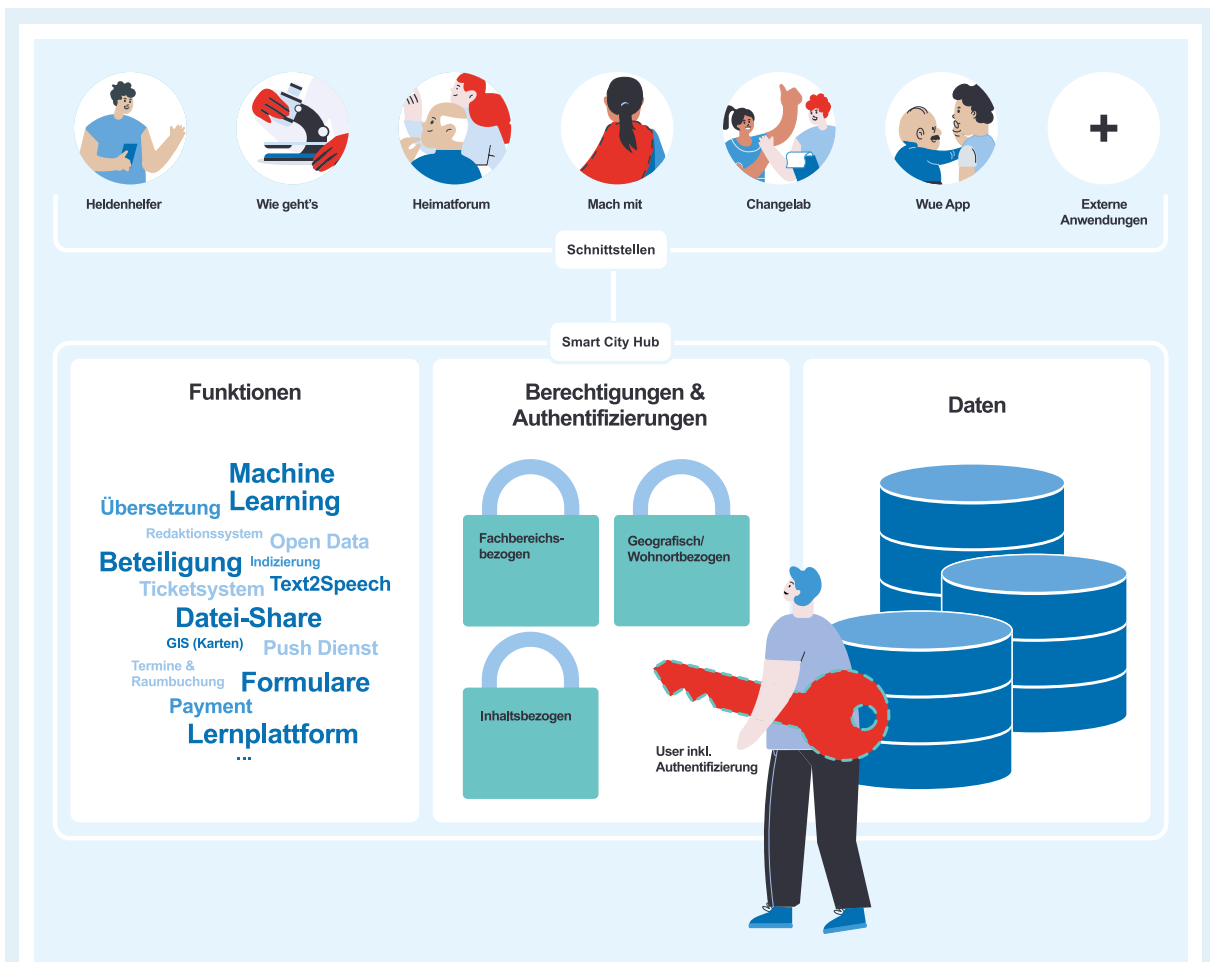 Heldenhelfer
Wie geht's
Heimatforum
Mach mit
Changelab
Wue App
Externe
Anwendungen
Schnittstellen
Smart City Hub
Funktionen
Machine
Learning
Übersetzung
Redaktionssystem
Open Data
Beteiligung
Indizierung
Ticketsystem
Text2Speech
Datei-Share
GIS (Karten)
Push Dienst
Termine &
Raumbuchung
Formulare
Payment
Lernplattform
...
Berechtigungen &
Authentifizierungen
Fachbereichs-
bezogen
Geografisch/
Wohnortbezogen
Inhaltsbezogen
User inkl.
Authentifizierung
Daten